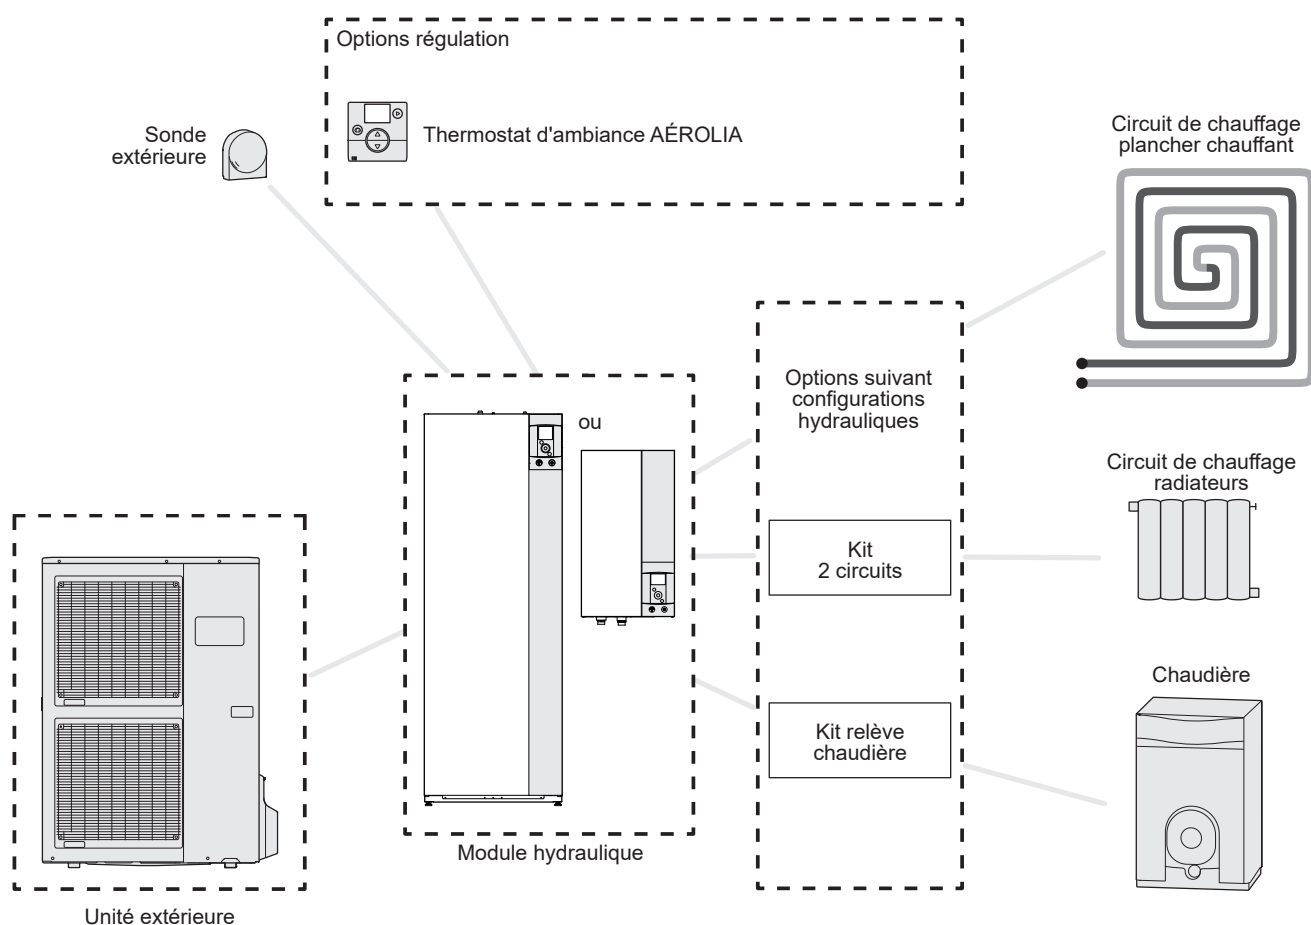 Options régulation
Thermostat d'ambiance AÉROLIA
Sonde
extérieure
Circuit de chauffage
plancher chauffant
Options suivant
configurations
hydrauliques
ou
Circuit de chauffage
radiateurs
Kit
2 circuits
Chaudière
Kit relève
chaudière
Module hydraulique
Unité extérieure